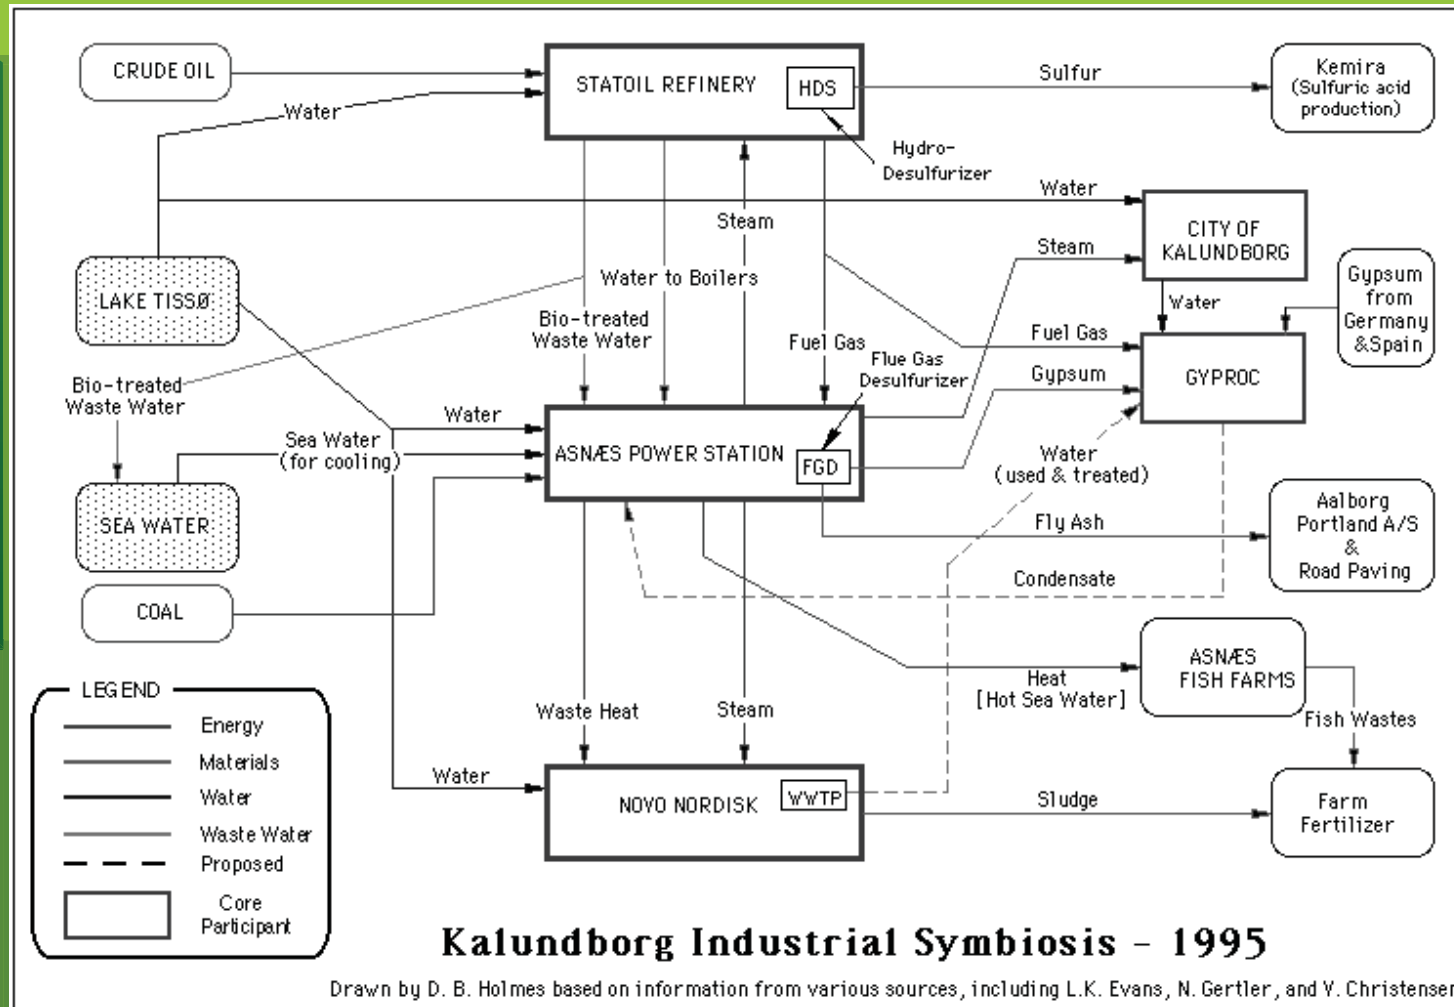 CRUDE OIL
STATOIL REFINERY
HDS
Sulfur
Kemira
(Sulfuric acid
production)
Water
Hydro-
Desulfurizer
Water
CITY OF
KALUNDBORG
Steam
Steam
LAKE TISSØ
Water to Boilers
Gypsum
from
Germany
&Spain
Water
Bio-treated
Waste Water
Fuel Gas
Fuel Gas
Flue Gas
Desulfurizer
Gypsum
GYPROC
Bio-treated
Waste Water
Water
Sea Water
(for cooling)
ASNÆS POWER STATION
FGD
Water
(used & treated)
SEA WATER
Fly Ash
Aalborg
Portland A/S
&
Road Paving
Condensate
COAL
ASNÆS
FISH FARMS
Heat
[Hot Sea Water]
Waste Heat
Steam
Fish Wastes
Water
NOVO NORDISK
WWTP
Sludge
Farm
Fertilizer
LEGEND
Energy
Materials
Water
Waste Water
Proposed
Core
Participant
Kalundborg Industrial Symbiosis - 1995
Drawn by D. B. Holmes based on information from various sources, including L.K. Evans, N. Gertler, and V. Christensen